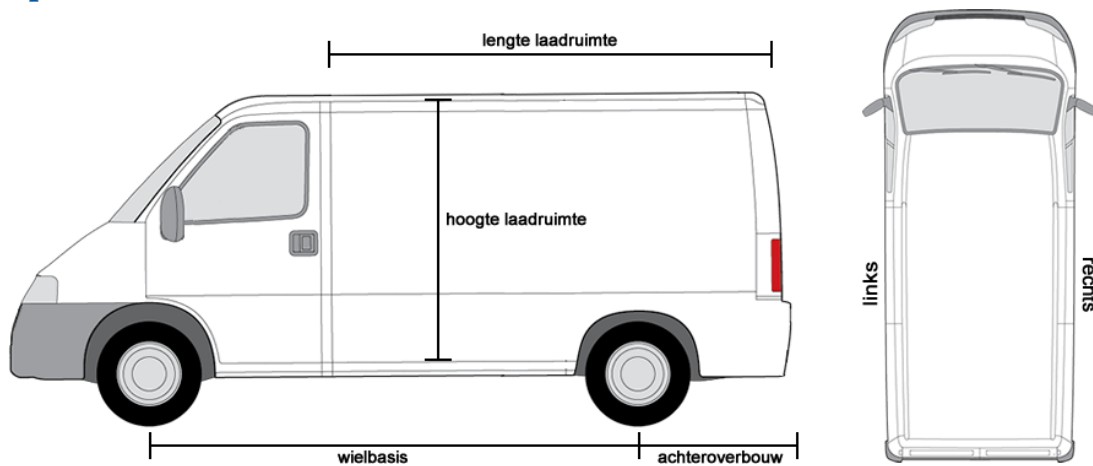 lengte laadruimte
hoogte laadruimte
wielbasis
achteroverbouw
links
rechts